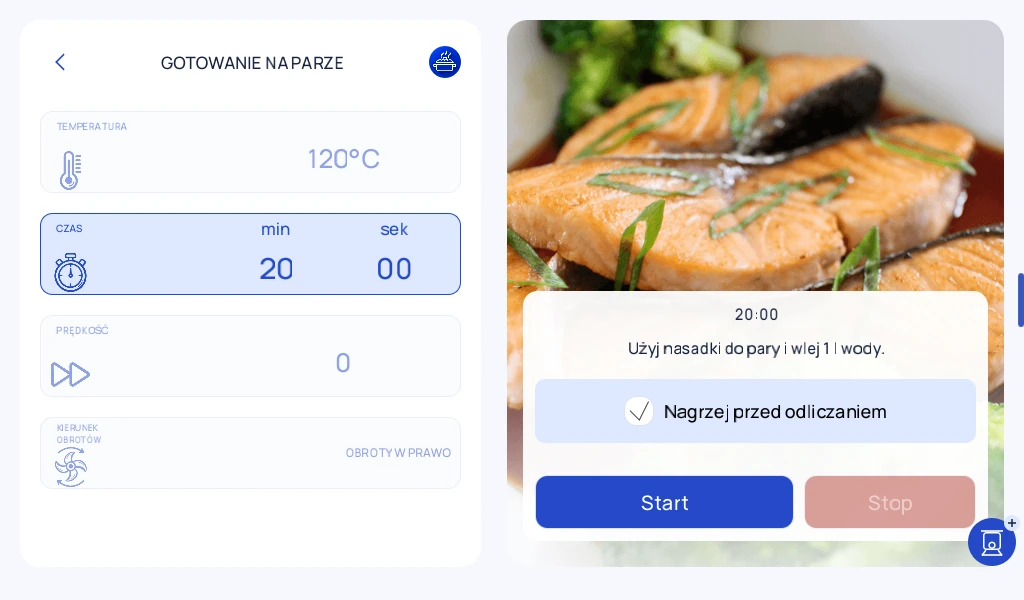 GOTOWANIE NA PARZE
TEMPERATURA
120°C
CZAS
min
sek
20
00
PRĘDKOŚĆ
0
KIERUNEK
OBROTÓW
OBROTY W PRAWO
20:00
Użyj nasadki do pary i wlej 1 l wody.
Nagrzej przed odliczaniem
Start
Stop